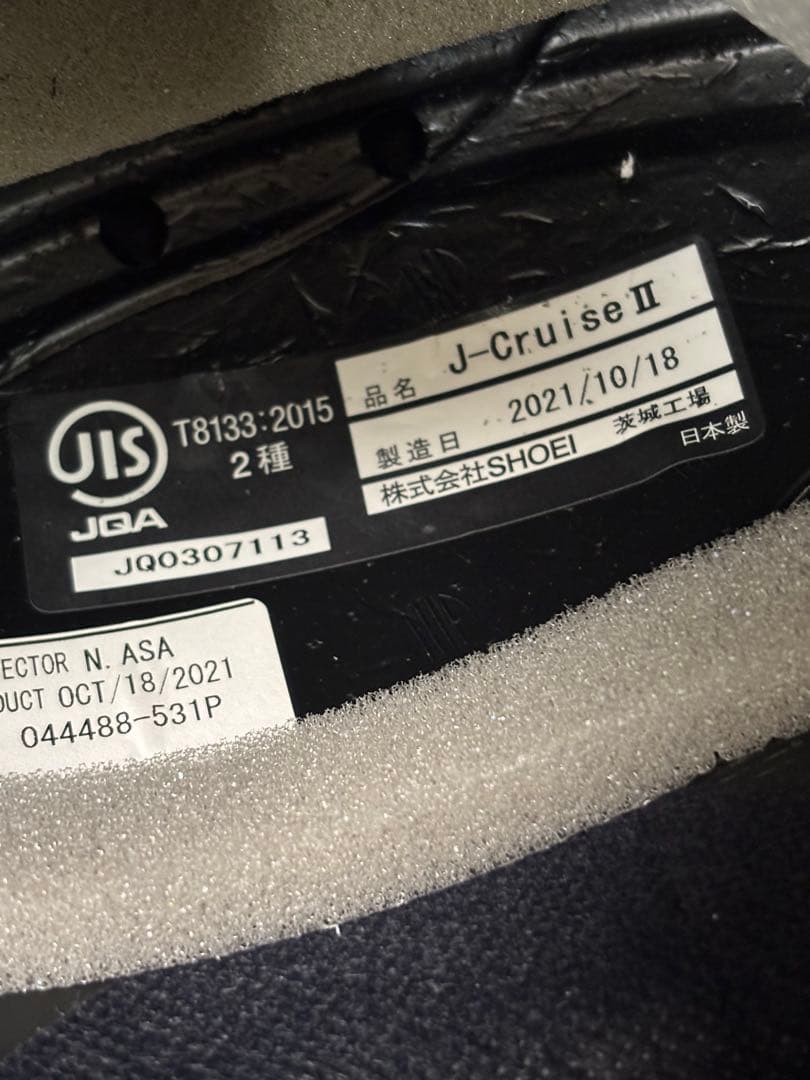 JIS
T8133:2015
2種
JQA
JQ0307113
品名 J-Cruise II
製造日 2021/10/18
株式会社SHOEI 茨城工場
日本製
ECTOR N. ASA
DUCT OCT/18/2021
044488-531P